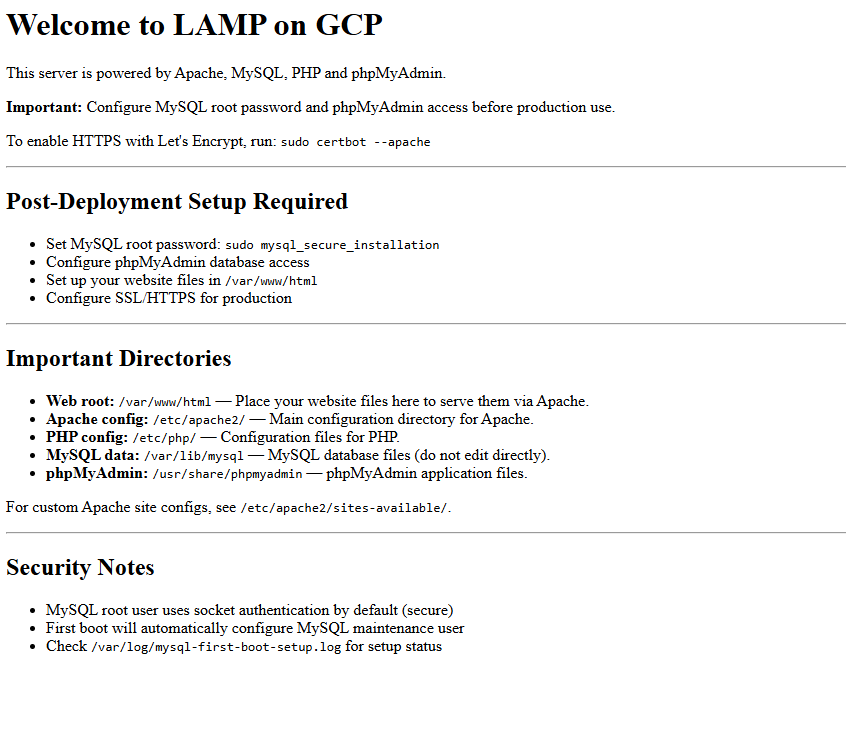 Welcome to LAMP on GCP
This server is powered by Apache, MySQL, PHP and phpMyAdmin.
Important: Configure MySQL root password and phpMyAdmin access before production use.
To enable HTTPS with Let's Encrypt, run: sudo certbot --apache
Post-Deployment Setup Required
• Set MySQL root password: sudo mysql_secure_installation
• Configure phpMyAdmin database access
• Set up your website files in /var/www/html
• Configure SSL/HTTPS for production
Important Directories
• Web root: /var/www/html — Place your website files here to serve them via Apache.
• Apache config: /etc/apache2/ — Main configuration directory for Apache.
• PHP config: /etc/php/ — Configuration files for PHP.
• MySQL data: /var/lib/mysql — MySQL database files (do not edit directly).
• phpMyAdmin: /usr/share/phpmyadmin — phpMyAdmin application files.
For custom Apache site configs, see /etc/apache2/sites-available/.
Security Notes
• MySQL root user uses socket authentication by default (secure)
• First boot will automatically configure MySQL maintenance user
• Check /var/log/mysql-first-boot-setup.log for setup status